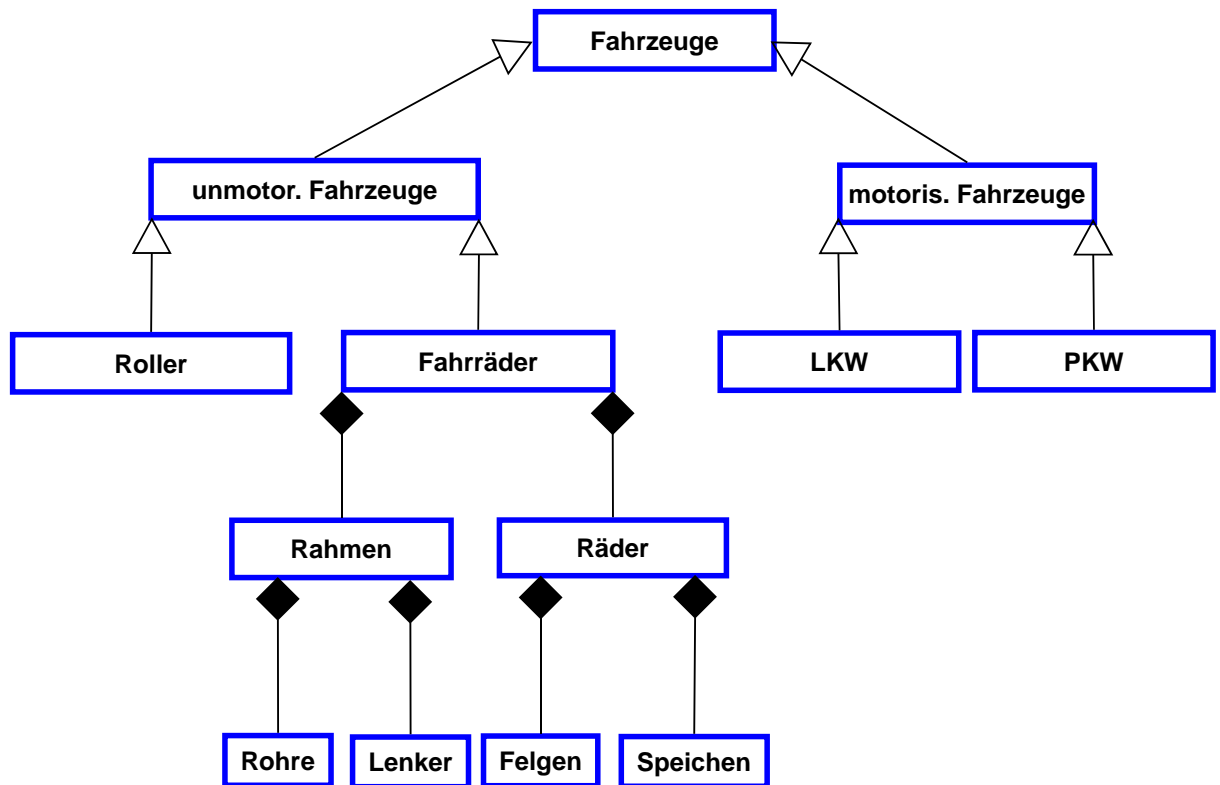 Fahrzeuge
unmotor. Fahrzeuge
motoris. Fahrzeuge
Roller
Fahrräder
LKW
PKW
Rahmen
Räder
Rohre
Lenker
Felgen
Speichen